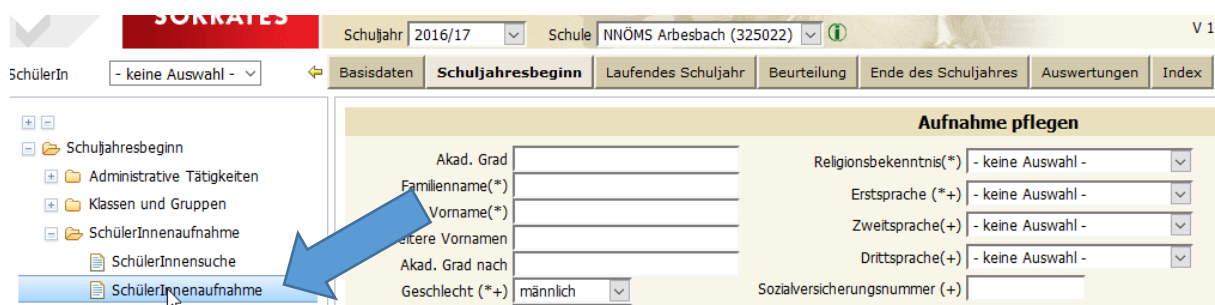 SOKRATES
Schuljahr 2016/17 Schule NNÖMS Arbesbach (325022) V 1
SchülerIn - keine Auswahl - Basisdaten Schuljahresbeginn Laufendes Schuljahr Beurteilung Ende des Schuljahres Auswertungen Index
Aufnahme pflegen
Schuljahresbeginn
Administrative Tätigkeiten
Klassen und Gruppen
SchülerInnenaufnahme
SchülerInnensuche
SchülerInnenaufnahme
Akad. Grad
Familienname(*)
Vorname(*)
Vornamen
Akad. Grad nach
Geschlecht (*+) männlich
Religionsbekenntnis(*) - keine Auswahl -
Erstsprache (*+) - keine Auswahl -
Zweitsprache(+) - keine Auswahl -
Drittsprache(+) - keine Auswahl -
Sozialversicherungsnummer (+)